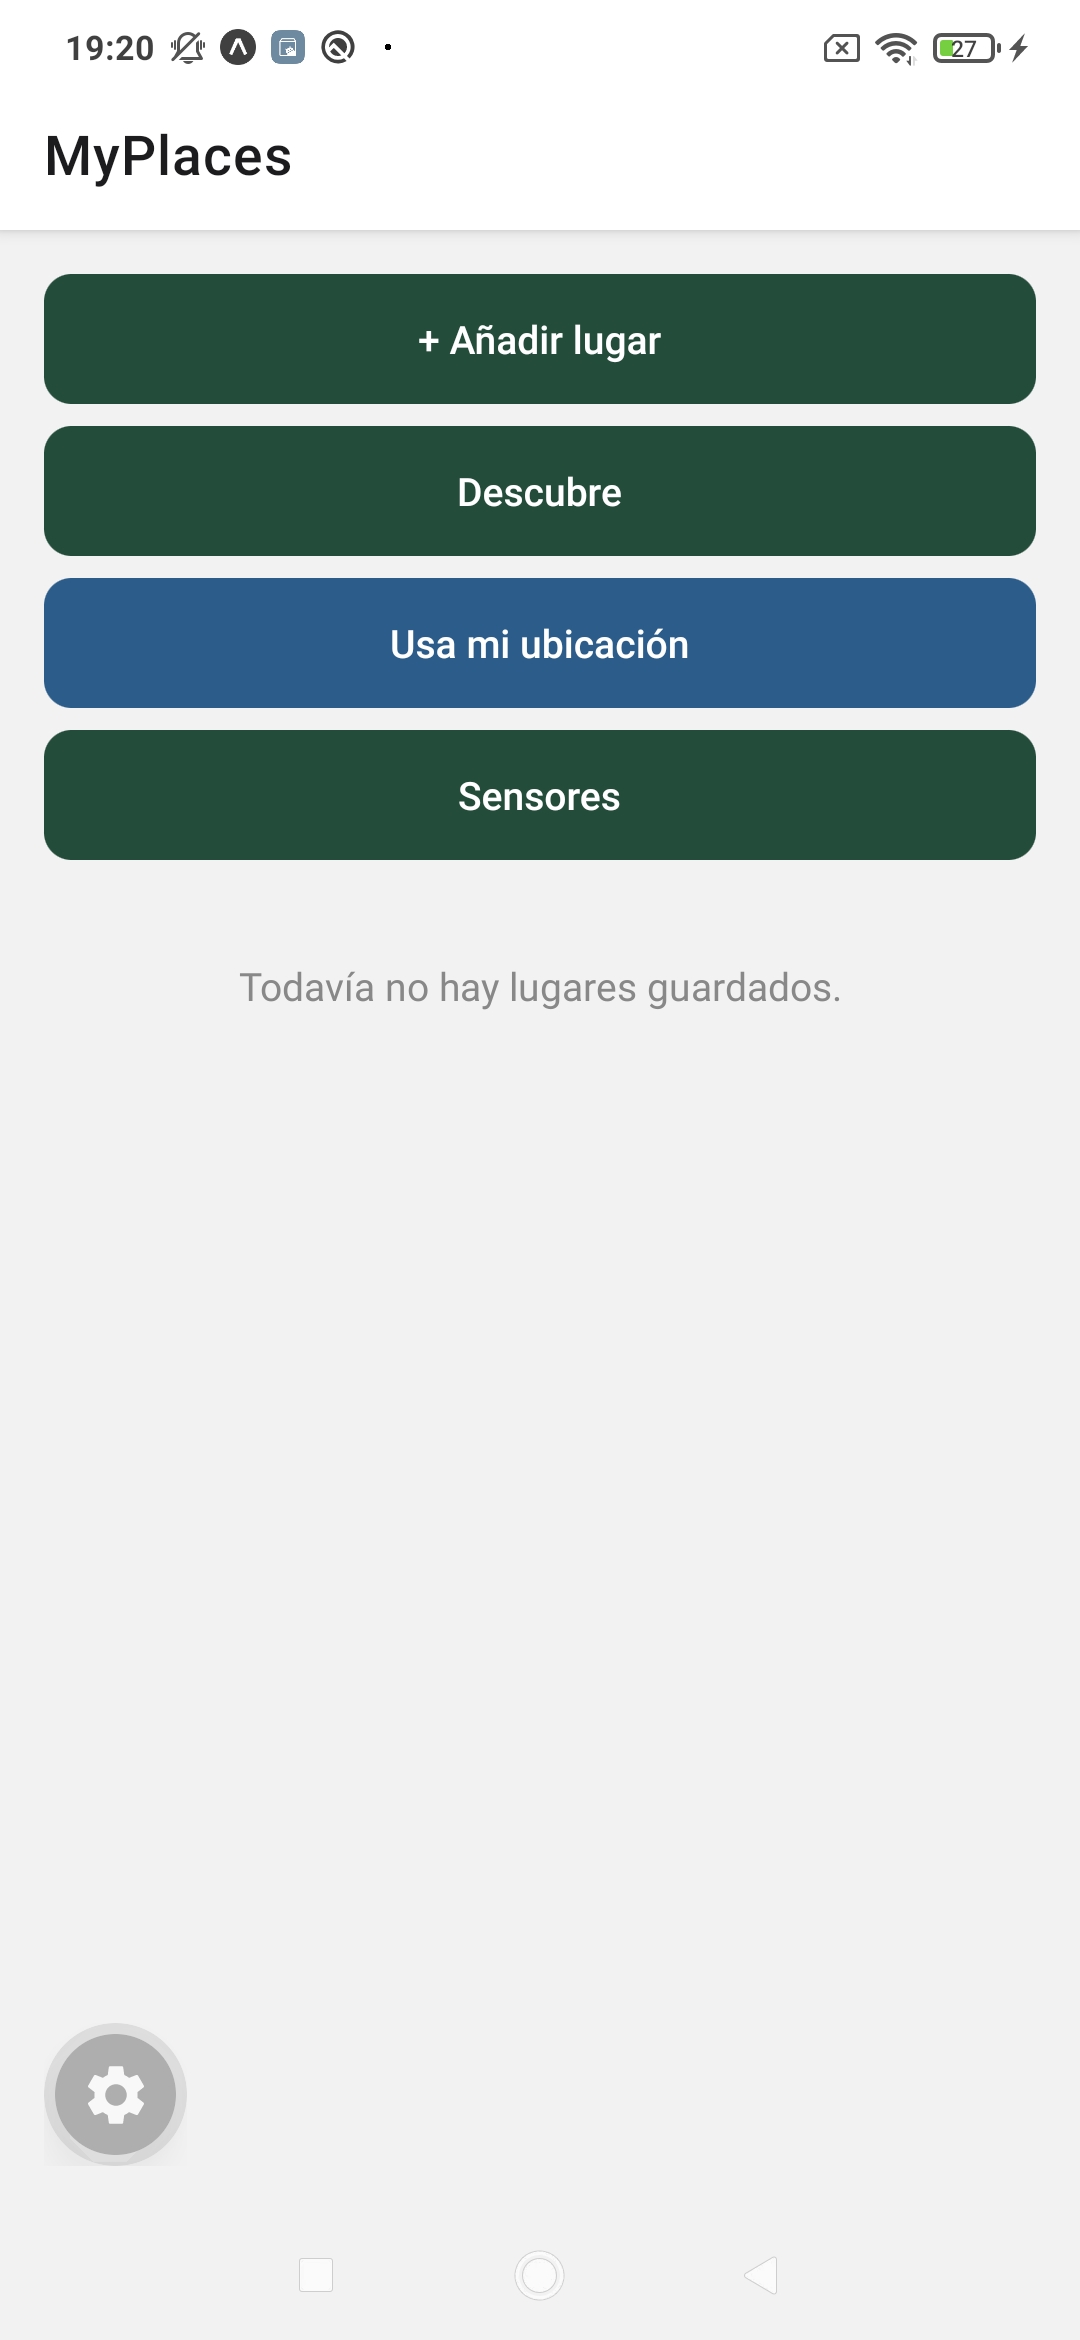 19:20
27
MyPlaces
+ Añadir lugar
Descubre
Usa mi ubicación
Sensores
Todavía no hay lugares guardados.